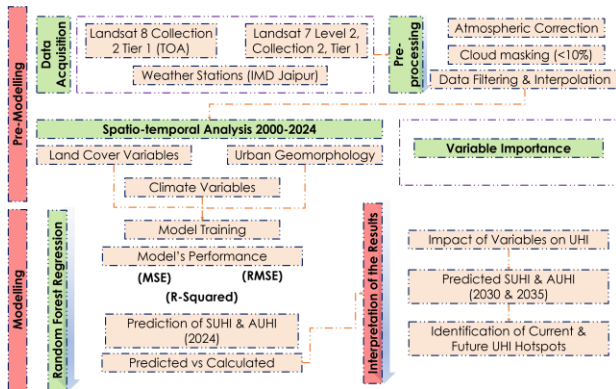 Pre-Modelling
Data
Acquisition
Landsat 8 Collection
2 Tier 1 (TOA)
Landsat 7 Level 2,
Collection 2, Tier 1
Weather Stations (IMD Jaipur)
Pre-
processing
Atmospheric Correction
Cloud masking (<10%)
Data Filtering & Interpolation
Spatio-temporal Analysis 2000-2024
Land Cover Variables
Urban Geomorphology
Climate Variables
Variable Importance
Modelling
Random Forest Regression
Model Training
Model's Performance
(MSE)
(RMSE)
(R-Squared)
Prediction of SUHI & AUHI
(2024)
Predicted vs Calculated
Interpretation of the Results
Impact of Variables on UHI
Predicted SUHI & AUHI
(2030 & 2035)
Identification of Current &
Future UHI Hotspots